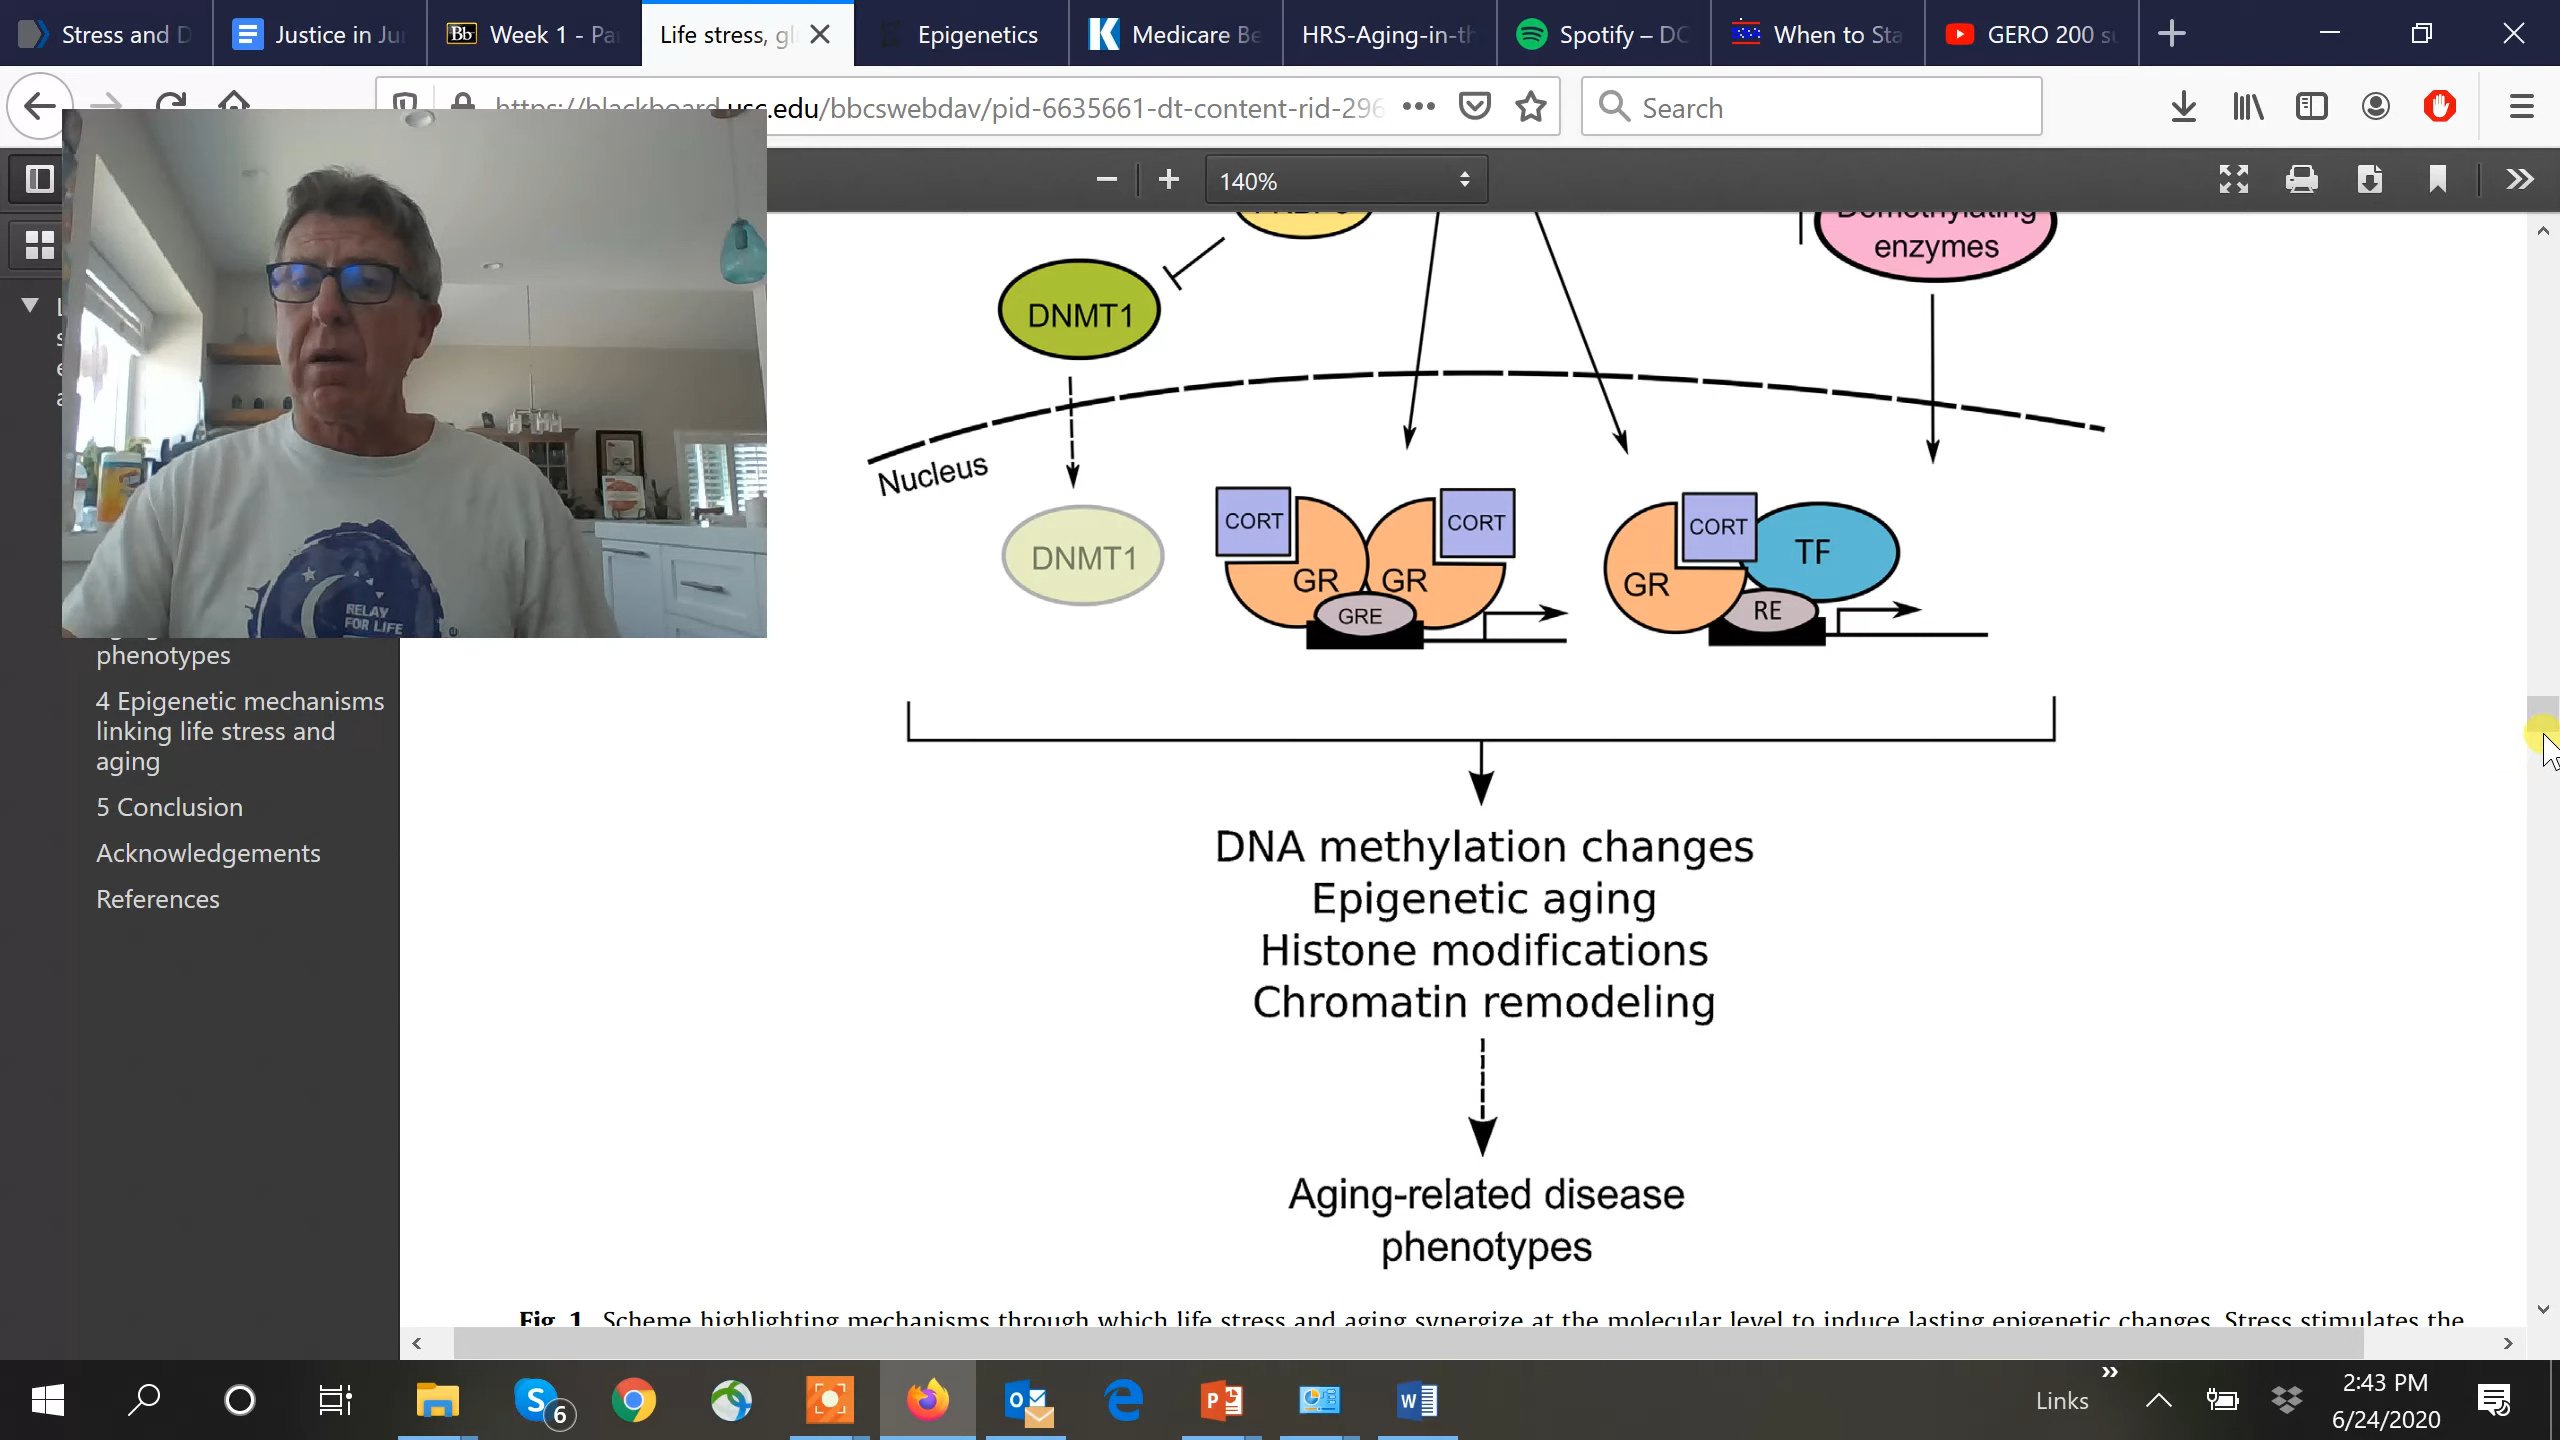 Stress and D
Justice in Ju
Bb Week 1 - Pa
Life stress, gl
Epigenetics
K Medicare Be
HRS-Aging-in-th
Spotify – DC
When to Sta
GERO 200 s
https://blackboard.usc.edu/bbcswebdav/pid-6635661-dt-content-rid-296
Search
140%
enzymes
DNMT1
Nucleus
DNMT1
CORT
GR
GR
CORT
GRE
GR
CORT
TF
RE
RELAY
FOR LIFE
phenotypes
4 Epigenetic mechanisms
linking life stress and
aging
5 Conclusion
Acknowledgements
References
DNA methylation changes
Epigenetic aging
Histone modifications
Chromatin remodeling
Aging-related disease
phenotypes
Fig. 1. Scheme highlighting mechanisms through which life stress and aging synergize at the molecular level to induce lasting epigenetic changes. Stress stimulates the
6
Links
2:43 PM
6/24/2020